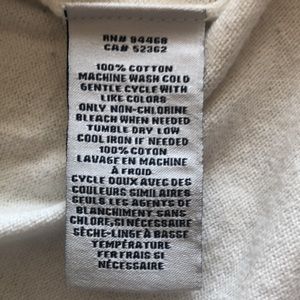 RN# 94468
CA# 52362
100% COTTON
MACHINE WASH COLD
GENTLE CYCLE WITH
LIKE COLORS
ONLY NON-CHLORINE
BLEACH WHEN NEEDED
TUMBLE DRY LOW
COOL IRON IF NEEDED
100% COTON
LAVAGE EN MACHINE
À FROID
CYCLE DOUX AVEC DES
COULEURS SIMILAIRES
SEULS LES AGENTS DE
BLANCHIMENT SANS
CHLORE, SI NÉCESSAIRE
SÈCHE-LINGE À BASSE
TEMPÉRATURE
FER FRAIS SI
NÉCESSAIRE